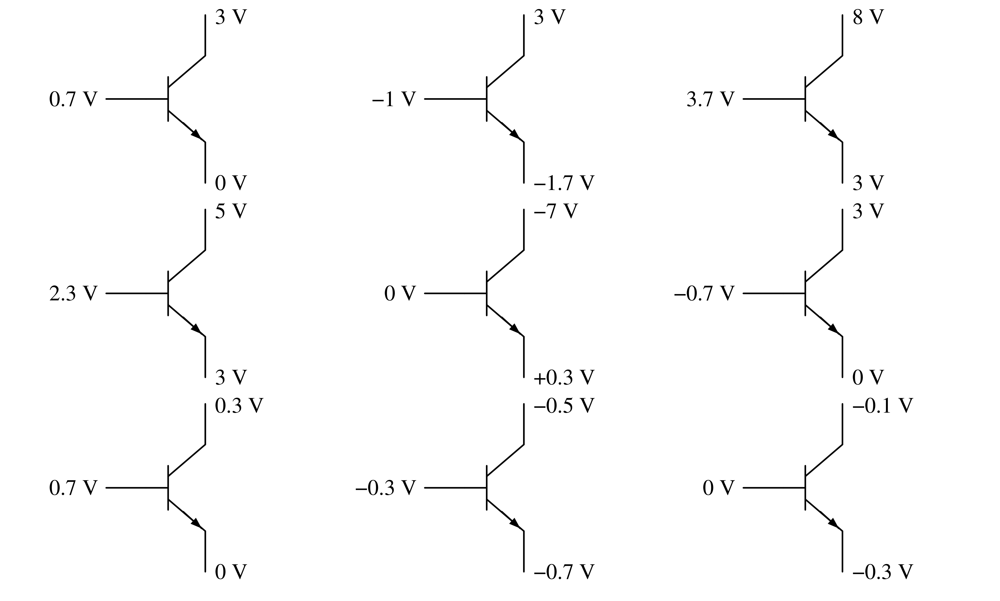 3 V
3 V
8 V
0.7 V
−1 V
3.7 V
0 V
−1.7 V
3 V
5 V
−7 V
3 V
2.3 V
0 V
−0.7 V
3 V
+0.3 V
0 V
0.3 V
−0.5 V
−0.1 V
0.7 V
−0.3 V
0 V
0 V
−0.7 V
−0.3 V